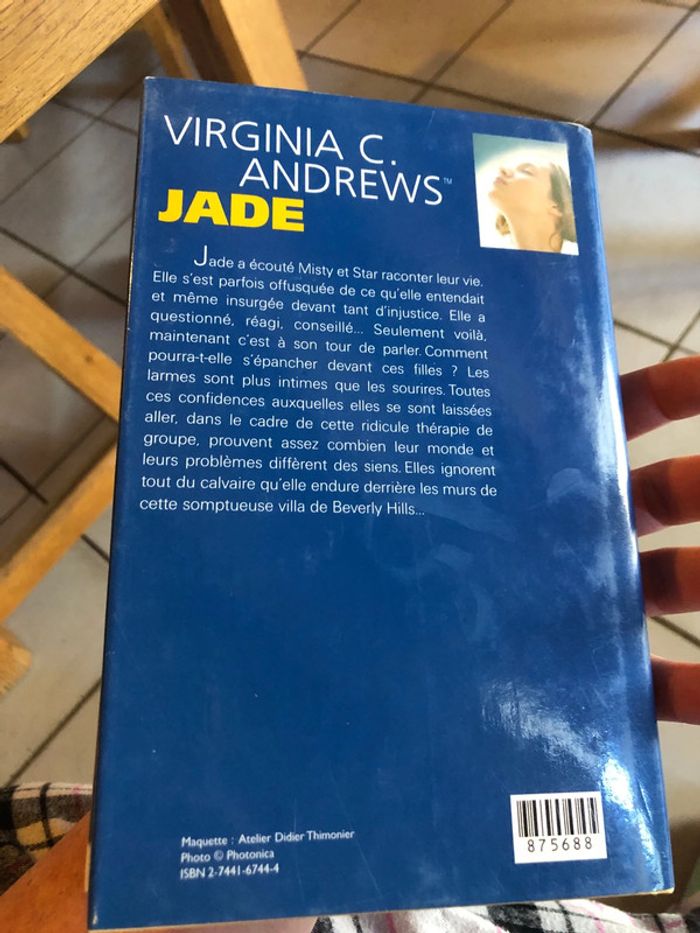 VIRGINIA C.
ANDREWS™
JADE
Jade a écouté Misty et Star raconter leur vie.
Elle s'est parfois offusquée de ce qu'elle entendait
et même insurgée devant tant d'injustice. Elle a
questionné, réagi, conseillé... Seulement voilà,
maintenant c'est à son tour de parler. Comment
pourra-t-elle s'épancher devant ces filles ? Les
larmes sont plus intimes que les sourires. Toutes
ces confidences auxquelles elles se sont laissées
aller, dans le cadre de cette ridicule thérapie de
groupe, prouvent assez combien leur monde et
leurs problèmes diffèrent des siens. Elles ignorent
tout du calvaire qu'elle endure derrière les murs de
cette somptueuse villa de Beverly Hills...
Maquette : Atelier Didier Thimonier
Photo © Photonica
ISBN 2-7441-6744-4
875688